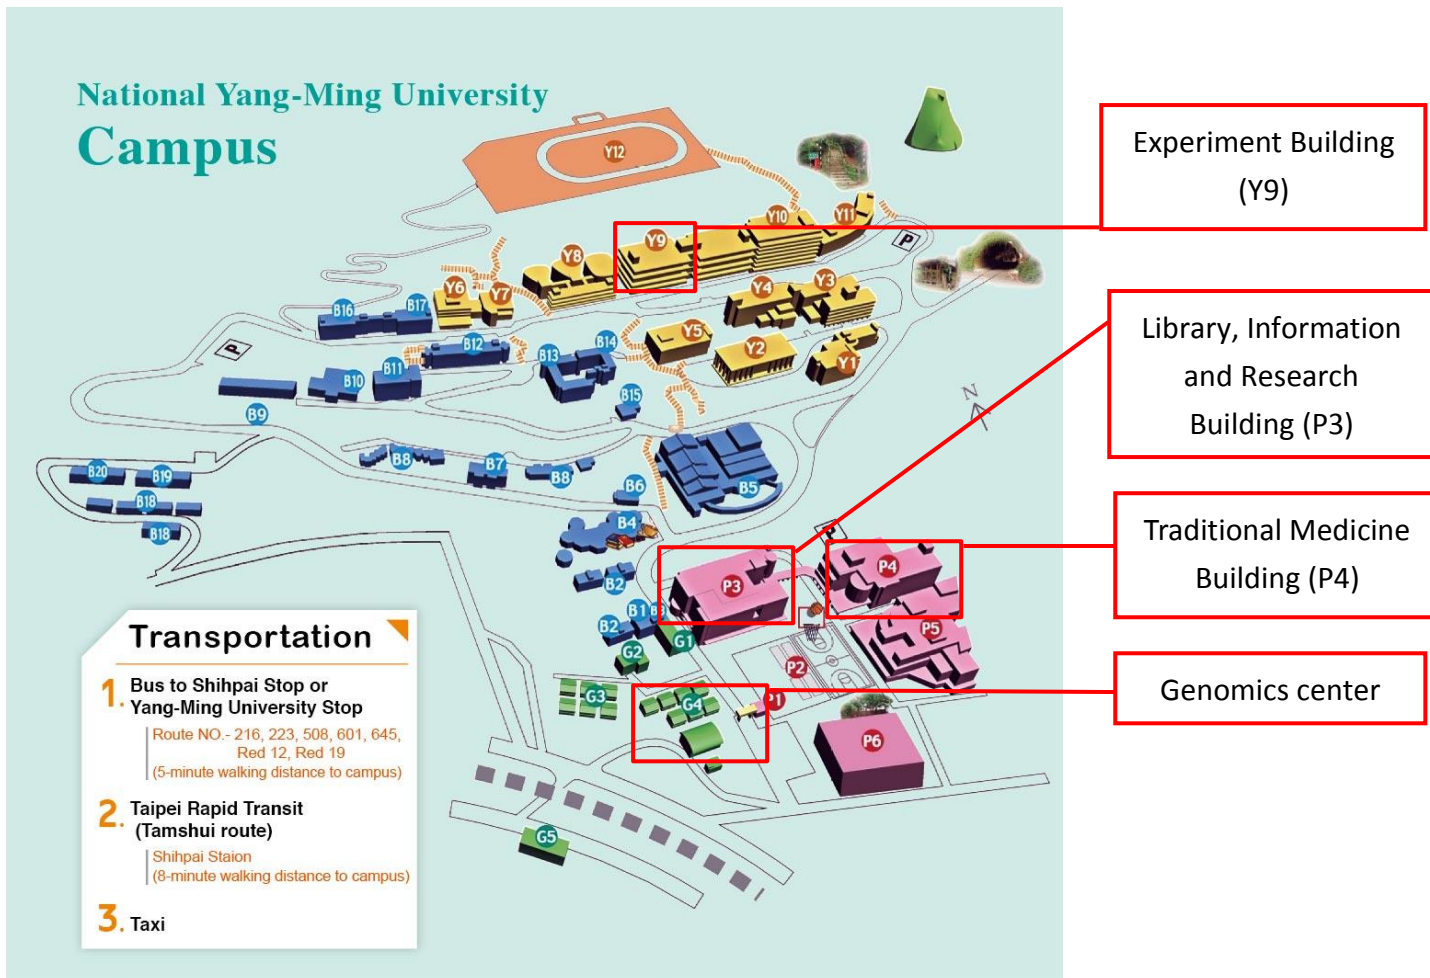 National Yang-Ming University
Campus
Y12
Y11
Y10
Y9
Y8
Y6
Y7
Y4
Y3
Y5
Y2
Y1
P
P
P
B16
B17
B12
B13
B14
B11
B10
B15
B9
N
B8
B7
B8
B20
B19
B18
B18
B6
B5
B4
B2
B1
B2
P3
P4
P5
P2
P1
P6
G1
G2
G3
G4
G5
Experiment Building
(Y9)
Library, Information
and Research
Building (P3)
Traditional Medicine
Building (P4)
Genomics center
Transportation
1. Bus to Shihpai Stop or
Yang-Ming University Stop
Route NO.- 216, 223, 508, 601, 645,
Red 12, Red 19
(5-minute walking distance to campus)
2. Taipei Rapid Transit
(Tamshui route)
Shihpai Staion
(8-minute walking distance to campus)
3. Taxi